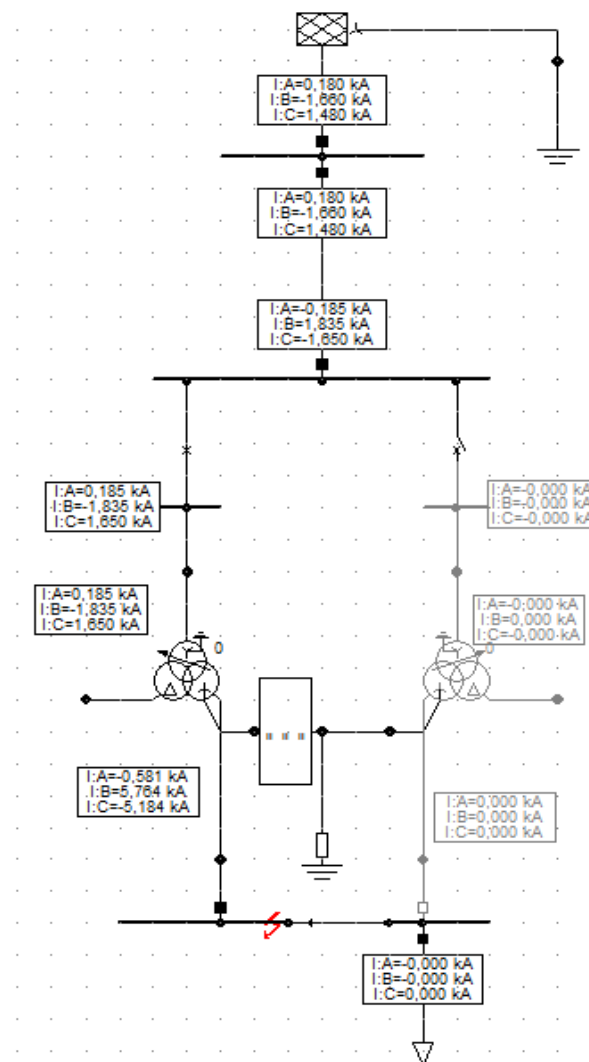 I:A=0,180 kA
I:B=-1,660 kA
I:C=1,480 kA
I:A=0,180 kA
I:B=-1,660 kA
I:C=1,480 kA
I:A=-0,185 kA
I:B=1,835 kA
I:C=-1,650 kA
I:A=0,185 kA
I:B=-1,835 kA
I:C=1,650 kA
I:A=-0,000 kA
I:B=-0,000 kA
I:C=-0,000 kA
I:A=0,185 kA
I:B=-1,835 kA
I:C=1,650 kA
I:A=-0,000 kA
I:B=0,000 kA
I:C=-0,000 kA
0
0
I:A=-0,581 kA
I:B=5,764 kA
I:C=-5,184 kA
I:A=0,000 kA
I:B=0,000 kA
I:C=0,000 kA
I:A=-0,000 kA
I:B=-0,000 kA
I:C=0,000 kA